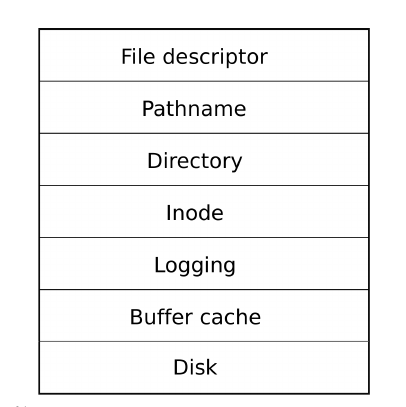 File descriptor
Pathname
Directory
Inode
Logging
Buffer cache
Disk